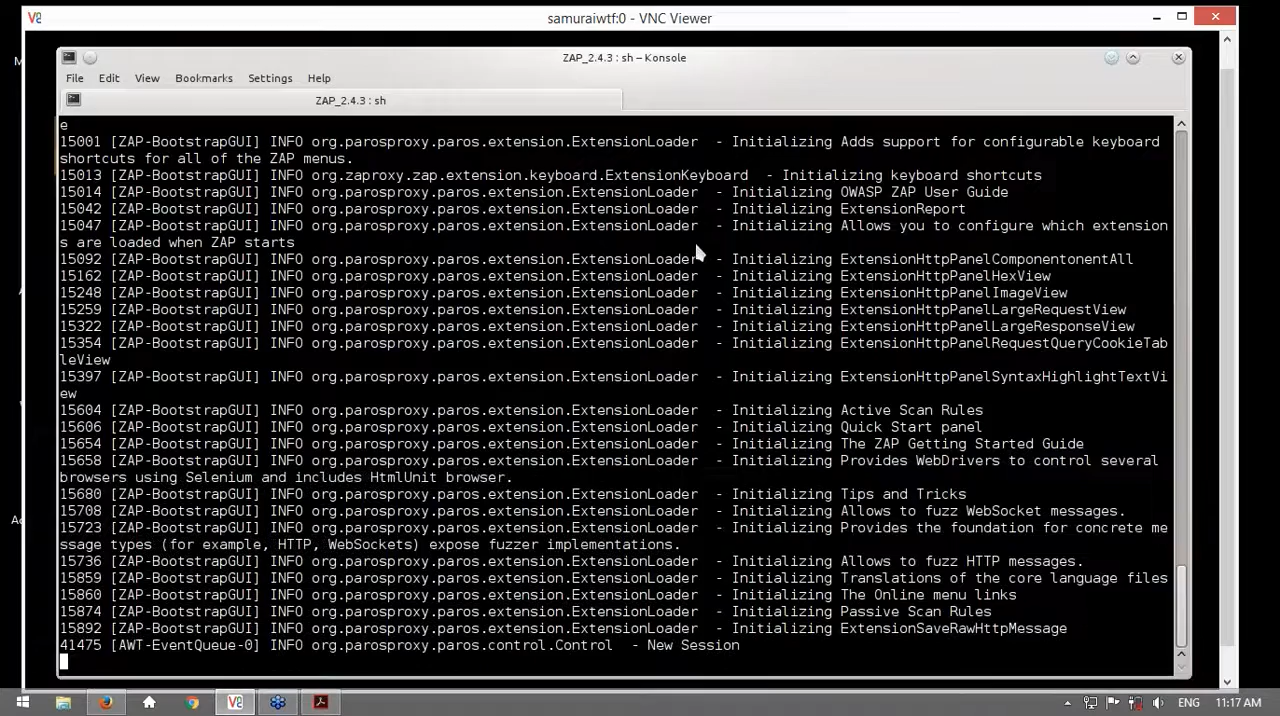 samuraiwtf:0 - VNC Viewer
ZAP_2.4.3 : sh – Konsole
File Edit View Bookmarks Settings Help
ZAP_2.4.3 : sh
e
15001 [ZAP-BootstrapGUI] INFO org.parosproxy.paros.extension.ExtensionLoader - Initializing Adds support for configurable keyboard
shortcuts for all of the ZAP menus.
15013 [ZAP-BootstrapGUI] INFO org.zaproxy.zap.extension.keyboard.ExtensionKeyboard - Initializing keyboard shortcuts
15014 [ZAP-BootstrapGUI] INFO org.parosproxy.paros.extension.ExtensionLoader - Initializing OWASP ZAP User Guide
15042 [ZAP-BootstrapGUI] INFO org.parosproxy.paros.extension.ExtensionLoader - Initializing ExtensionReport
15047 [ZAP-BootstrapGUI] INFO org.parosproxy.paros.extension.ExtensionLoader - Initializing Allows you to configure which extension
s are loaded when ZAP starts
15092 [ZAP-BootstrapGUI] INFO org.parosproxy.paros.extension.ExtensionLoader - Initializing ExtensionHttpPanelComponentonentAll
15162 [ZAP-BootstrapGUI] INFO org.parosproxy.paros.extension.ExtensionLoader - Initializing ExtensionHttpPanelHexView
15248 [ZAP-BootstrapGUI] INFO org.parosproxy.paros.extension.ExtensionLoader - Initializing ExtensionHttpPanelImageView
15259 [ZAP-BootstrapGUI] INFO org.parosproxy.paros.extension.ExtensionLoader - Initializing ExtensionHttpPanelLargeRequestView
15322 [ZAP-BootstrapGUI] INFO org.parosproxy.paros.extension.ExtensionLoader - Initializing ExtensionHttpPanelLargeResponseView
15354 [ZAP-BootstrapGUI] INFO org.parosproxy.paros.extension.ExtensionLoader - Initializing ExtensionHttpPanelRequestQueryCookieTab
leView
15397 [ZAP-BootstrapGUI] INFO org.parosproxy.paros.extension.ExtensionLoader - Initializing ExtensionHttpPanelSyntaxHighlightTextVi
ew
15604 [ZAP-BootstrapGUI] INFO org.parosproxy.paros.extension.ExtensionLoader - Initializing Active Scan Rules
15606 [ZAP-BootstrapGUI] INFO org.parosproxy.paros.extension.ExtensionLoader - Initializing Quick Start panel
15654 [ZAP-BootstrapGUI] INFO org.parosproxy.paros.extension.ExtensionLoader - Initializing The ZAP Getting Started Guide
15658 [ZAP-BootstrapGUI] INFO org.parosproxy.paros.extension.ExtensionLoader - Initializing Provides WebDrivers to control several
browsers using Selenium and includes HtmlUnit browser.
15680 [ZAP-BootstrapGUI] INFO org.parosproxy.paros.extension.ExtensionLoader - Initializing Tips and Tricks
15708 [ZAP-BootstrapGUI] INFO org.parosproxy.paros.extension.ExtensionLoader - Initializing Allows to fuzz WebSocket messages.
15723 [ZAP-BootstrapGUI] INFO org.parosproxy.paros.extension.ExtensionLoader - Initializing Provides the foundation for concrete me
ssage types (for example, HTTP, WebSockets) expose fuzzer implementations.
15736 [ZAP-BootstrapGUI] INFO org.parosproxy.paros.extension.ExtensionLoader - Initializing Allows to fuzz HTTP messages.
15859 [ZAP-BootstrapGUI] INFO org.parosproxy.paros.extension.ExtensionLoader - Initializing Translations of the core language files
15860 [ZAP-BootstrapGUI] INFO org.parosproxy.paros.extension.ExtensionLoader - Initializing The Online menu links
15874 [ZAP-BootstrapGUI] INFO org.parosproxy.paros.extension.ExtensionLoader - Initializing Passive Scan Rules
15892 [ZAP-BootstrapGUI] INFO org.parosproxy.paros.extension.ExtensionLoader - Initializing ExtensionSaveRawHttpMessage
41475 [AWT-EventQueue-0] INFO org.parosproxy.paros.control.Control - New Session
ENG 11:17 AM